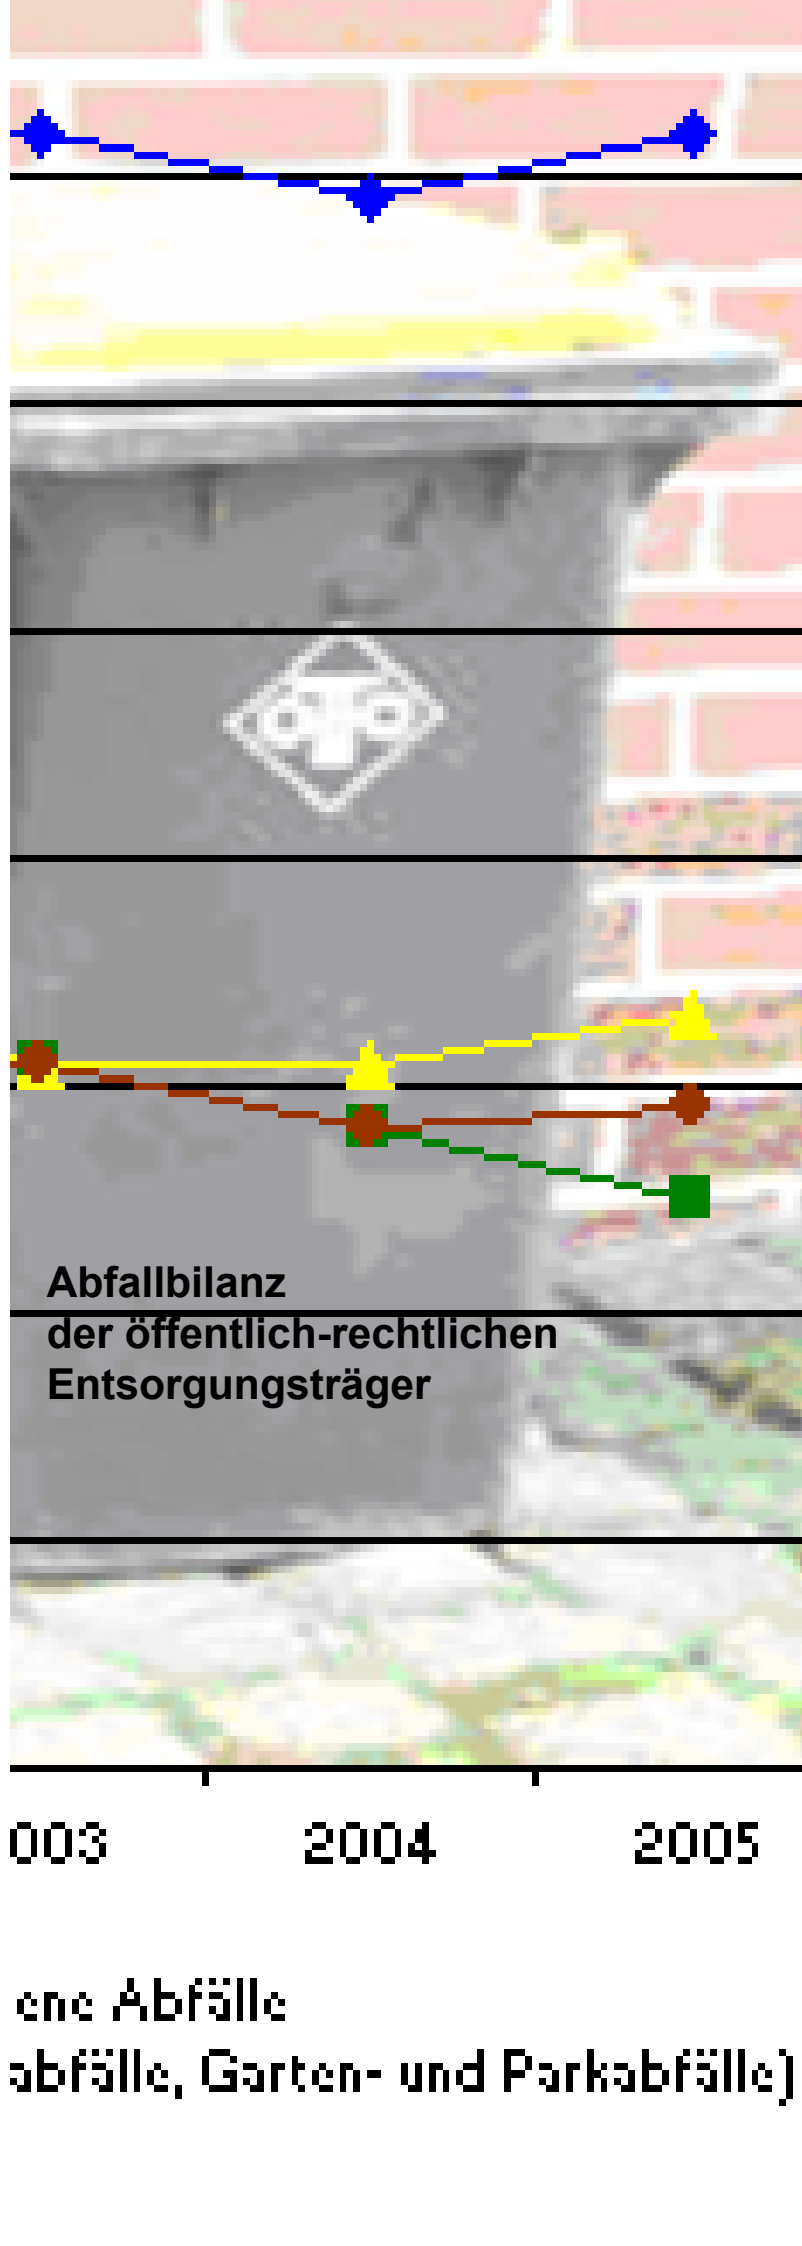 Abfallbilanz
der öffentlich-rechtlichen
Entsorgungsträger
003 2004 2005
ene Abfälle
abfälle, Garten- und Parkabfälle)